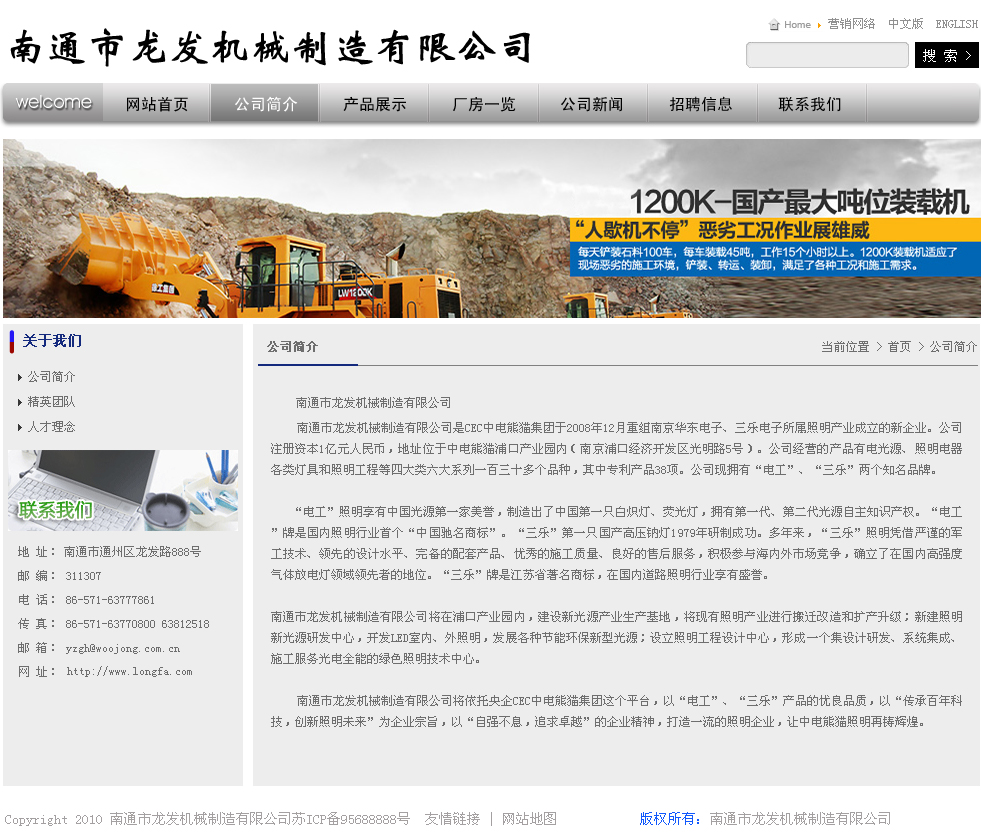 南通市龙发机械制造有限公司
Home 营销网络 中文版 ENGLISH
搜 索
welcome 网站首页 公司简介 产品展示 厂房一览 公司新闻 招聘信息 联系我们
1200K-国产最大吨位装载机
“人歇机不停”恶劣工况作业展雄威
每天铲装石料100车，每车装载45吨，工作15个小时以上。1200K装载机适应了
现场恶劣的施工环境，铲装、转运、装卸，满足了各种工况和施工需求。
LW1200K
关于我们
公司简介
精英团队
人才理念
联系我们
地 址： 南通市通州区龙发路888号
邮 编： 311307
电 话： 86-571-63777861
传 真： 86-571-63770800 63812518
邮 箱： yzgh@woojong.com.cn
网 址： http://www.longfa.com
公司简介
当前位置 > 首页 > 公司简介
南通市龙发机械制造有限公司
南通市龙发机械制造有限公司是CEC中电熊猫集团于2008年12月重组南京华东电子、三乐电子所属照明产业成立的新企业。公司
注册资本1亿元人民币，地址位于中电熊猫浦口产业园内（南京浦口经济开发区光明路5号）。公司经营的产品有电光源、照明电器
各类灯具和照明工程等四大类六大系列一百三十多个品种，其中专利产品38项。公司现拥有“电工”、“三乐”两个知名品牌。
“电工”照明享有中国光源第一家美誉，制造出了中国第一只白炽灯、荧光灯，拥有第一代、第二代光源自主知识产权。“电工
”牌是国内照明行业首个“中国驰名商标”。“三乐”第一只国产高压钠灯1979年研制成功。多年来，“三乐”照明凭借严谨的军
工技术、领先的设计水平、完备的配套产品、优秀的施工质量、良好的售后服务，积极参与海内外市场竞争，确立了在国内高强度
气体放电灯领域领先者的地位。“三乐”牌是江苏省著名商标，在国内道路照明行业享有盛誉。
南通市龙发机械制造有限公司将在浦口产业园内，建设新光源产业生产基地，将现有照明产业进行搬迁改造和扩产升级；新建照明
新光源研发中心，开发LED室内、外照明，发展各种节能环保新型光源；设立照明工程设计中心，形成一个集设计研发、系统集成、
施工服务光电全能的绿色照明技术中心。
南通市龙发机械制造有限公司将依托央企CEC中电熊猫集团这个平台，以“电工”、“三乐”产品的优良品质，以“传承百年科
技，创新照明未来”为企业宗旨，以“自强不息，追求卓越”的企业精神，打造一流的照明企业，让中电熊猫照明再铸辉煌。
Copyright 2010 南通市龙发机械制造有限公司苏ICP备95688888号 友情链接 | 网站地图 版权所有：南通市龙发机械制造有限公司